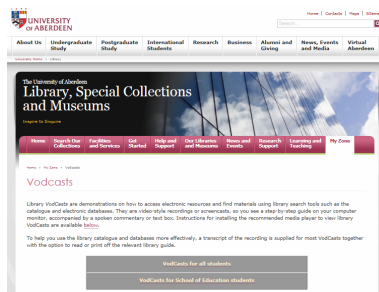 Home | Contacts | Maps |
UNIVERSITY
OF ABERDEEN
Search...
About Us Undergraduate Study Postgraduate Study International Students Research Business Alumni and Giving News, Events and Media Virtual Aberdeen
University Home | Library
The University of Aberdeen
Library, Special Collections
and Museums
Inspire to Inquire
Home Search Our Collections Facilities and Services Get Started Help and Support Our Libraries and Museums News and Events Research Support Learning and Teaching My Zone
Home » My Zone » Vodcasts
Vodcasts
Library VodCasts are demonstrations on how to access electronic resources and find materials using library search tools such as the
catalogue and electronic databases. They are video-style recordings or screencasts, so you see a step-by-step guide on your computer
monitor, accompanied by a spoken commentary or text box. Instructions for installing the recommended media player to view library
VodCasts are available below.
To help you use the library catalogue and databases more effectively, a transcript of the recording is supplied for most VodCasts together
with the option to read or print off the relevant library guide.
VodCasts for all students
VodCasts for School of Education students